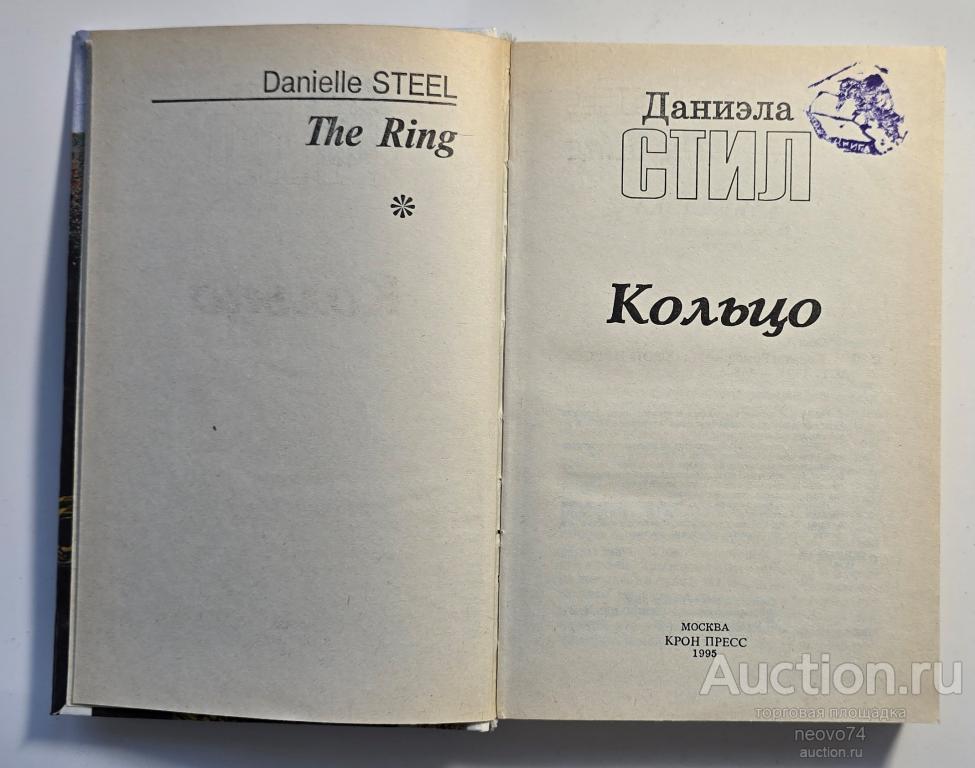 Danielle STEEL
The Ring
*
Даниэла
СТИЛ
Кольцо
МОСКВА
КРОН ПРЕСС
1995
Auction.ru
торговая площадка
neovo74
auction.ru